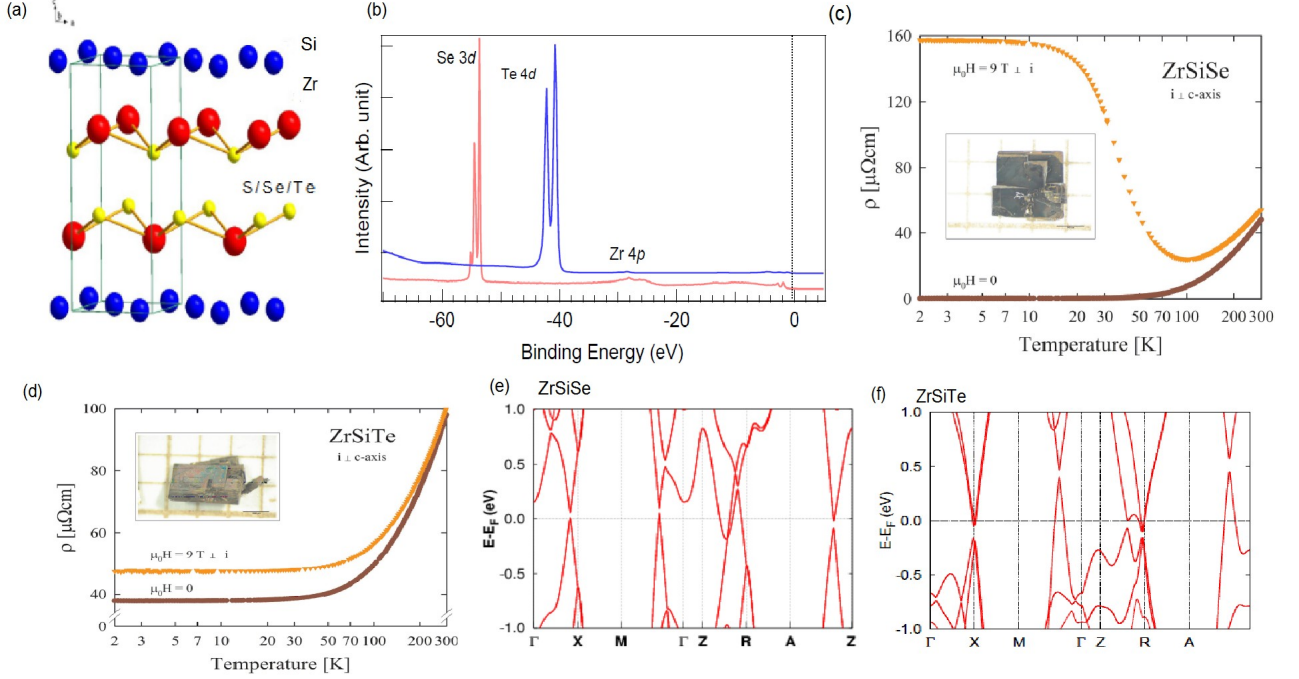 (a)
Si
Zr
S/Se/Te
(b)
Se 3d
Te 4d
Zr 4p
Intensity (Arb. unit)
-60
-40
-20
0
Binding Energy (eV)
(c)
160
120
80
40
0
ρ [μΩcm]
μ₀H = 9 T ⊥ i
ZrSiSe
i ⊥ c-axis
μ₀H = 0
2 3 5 7 10 20 30 50 70 100 200 300
Temperature [K]
(d)
100
80
60
40
0
ρ [μΩcm]
ZrSiTe
i ⊥ c-axis
μ₀H = 9 T ⊥ i
μ₀H = 0
2 3 5 7 10 20 30 50 70 100 200 300
Temperature [K]
(e)
ZrSiSe
1.0
0.5
0.0
-0.5
-1.0
E-EF (eV)
Γ X M Γ Z R A Z
(f)
ZrSiTe
1.0
0.5
0.0
-0.5
-1.0
E-EF (eV)
Γ X M Γ Z R A